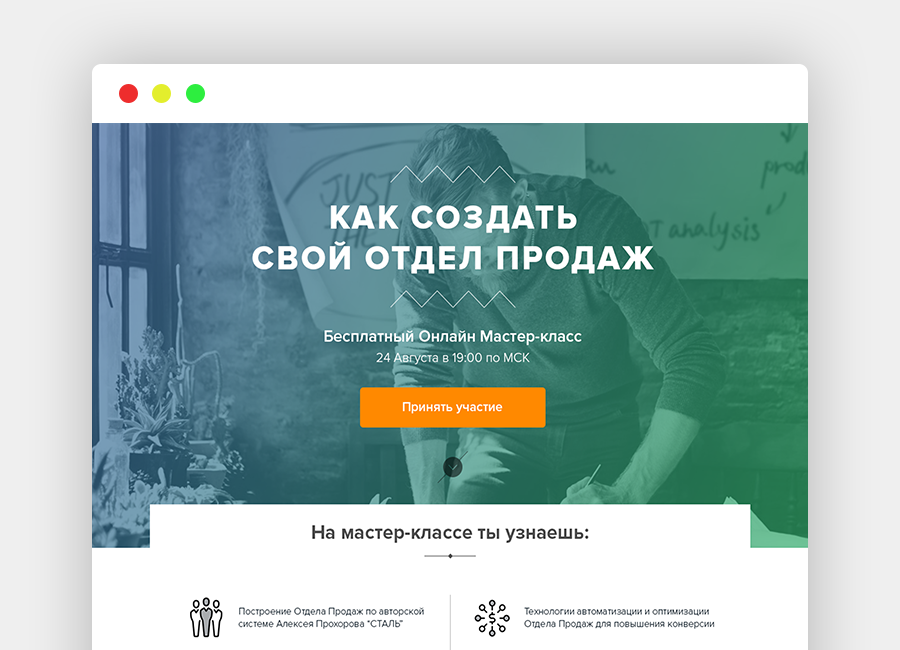 JUST
prod
analysis
КАК СОЗДАТЬ
СВОЙ ОТДЕЛ ПРОДАЖ
Бесплатный Онлайн Мастер-класс
24 Августа в 19:00 по МСК
Принять участие
На мастер-классе ты узнаешь:
Построение Отдела Продаж по авторской
системе Алексея Прохорова “СТАЛЬ”
Технологии автоматизации и оптимизации
Отдела Продаж для повышения конверсии